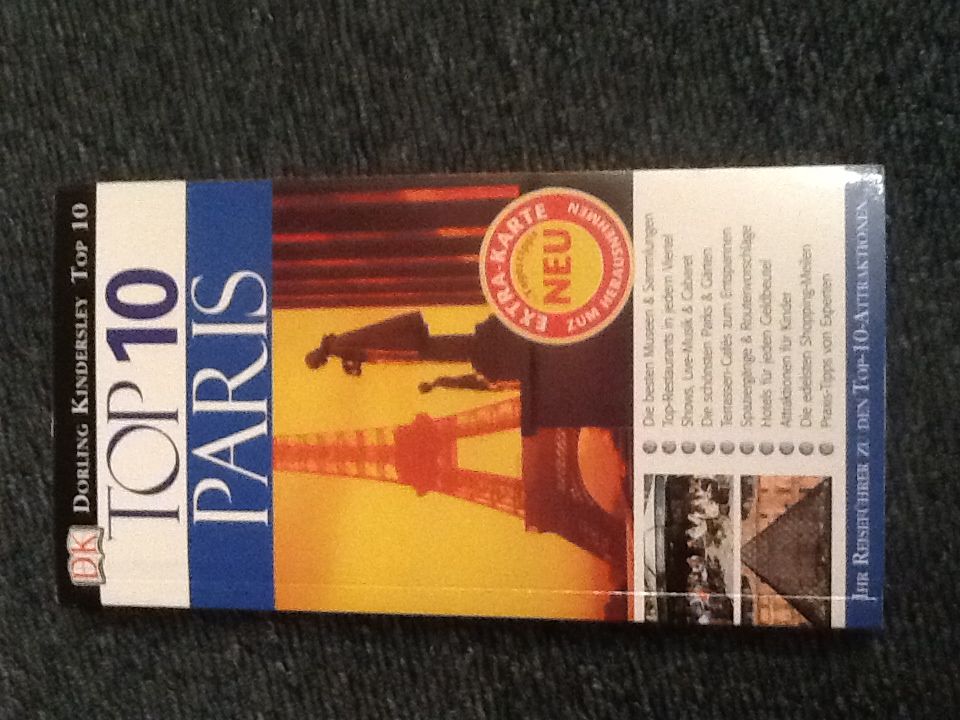 DK
DORLING KINDERSLEY TOP 10
TOP 10
PARIS
EXTRA-KARTE
NEU
ZUM HERAUSNEHMEN
Die besten Museen & Sammlungen
Top-Restaurants in jedem Viertel
Shows, Live-Musik & Cabaret
Die schönsten Parks & Gärten
Terrassen-Cafés zum Entspannen
Spaziergänge & Routenvorschläge
Hotels für jeden Geldbeutel
Attraktionen für Kinder
Die edelsten Shopping-Meilen
Praxis-Tipps von Experten
IHR REISEFÜHRER ZU DEN TOP-10-ATTRAKTIONEN